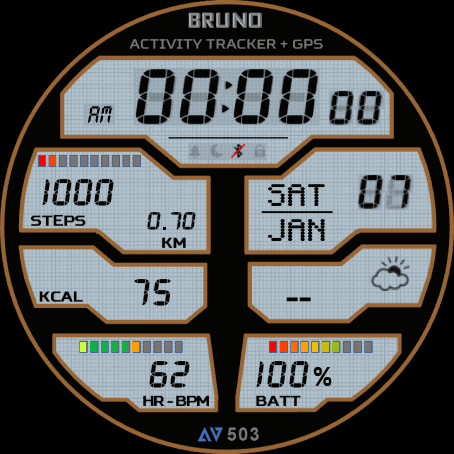 BRUNO
ACTIVITY TRACKER + GPS
AM 00:00 00
1000
STEPS
0.70
KM
SAT 07
JAN
KCAL 75
--
62
HR-BPM
100%
BATT
AV 503